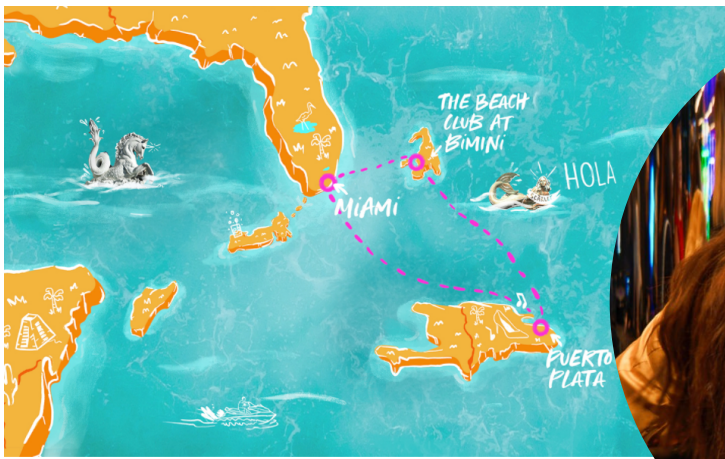 THE BEACH
CLUB AT
BIMINI
HOLA
MIAMI
PUERTO
PLATA